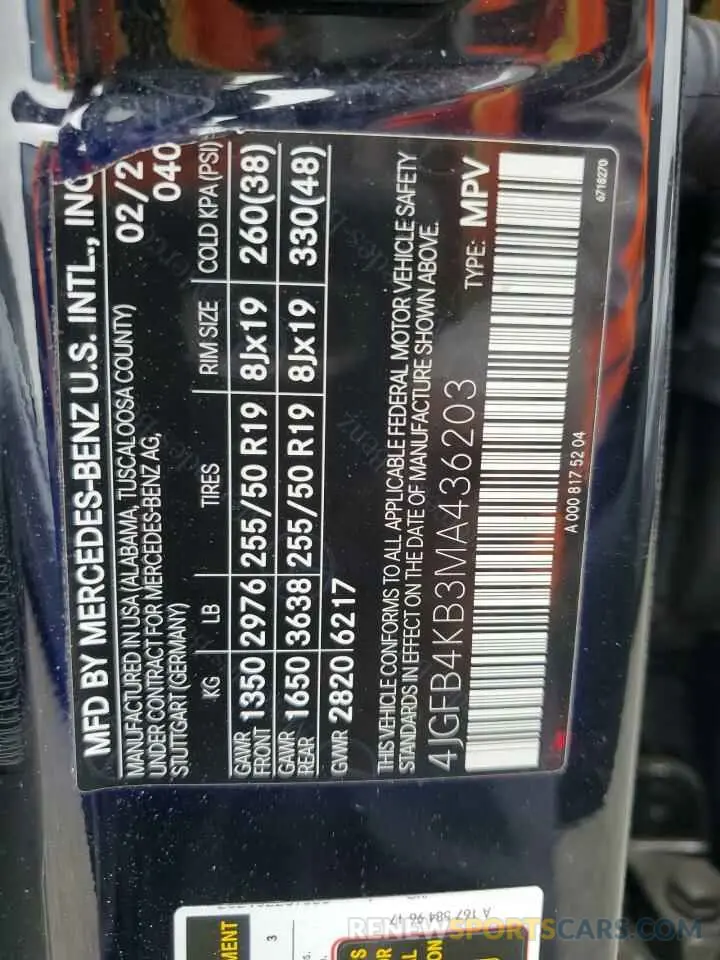 MFD BY MERCEDES-BENZ U.S. INTL., INC
MANUFACTURED IN USA (ALABAMA, TUSCALOOSA COUNTY)
UNDER CONTRACT FOR MERCEDES-BENZ AG,
STUTTGART (GERMANY)
02/2
040
KG LB TIRES RIM SIZE COLD KPA (PSI)
GAWR FRONT 1350 2976 255/50 R19 8Jx19 260(38)
GAWR REAR 1650 3638 255/50 R19 8Jx19 330(48)
GVWR 2820 6217
THIS VEHICLE CONFORMS TO ALL APPLICABLE FEDERAL MOTOR VEHICLE SAFETY
STANDARDS IN EFFECT ON THE DATE OF MANUFACTURE SHOWN ABOVE.
4JGFB4KB3MA436203 TYPE: MPV
6718270
A 000 817 52 04
A 167 584 96 17
MENT
3
RENEWSPORTSCARS.COM